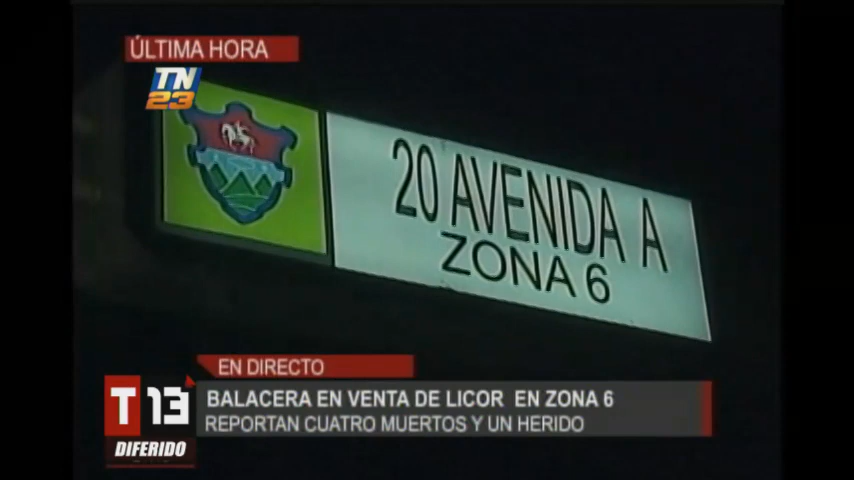 ÚLTIMA HORA
TN
23
20 AVENIDA A
ZONA 6
EN DIRECTO
BALACERA EN VENTA DE LICOR EN ZONA 6
REPORTAN CUATRO MUERTOS Y UN HERIDO
T 13
DIFERIDO